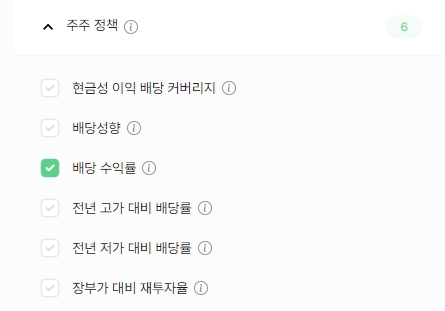 주주 정책
6
현금성 이익 배당 커버리지
배당성향
배당 수익률
전년 고가 대비 배당률
전년 저가 대비 배당률
장부가 대비 재투자율